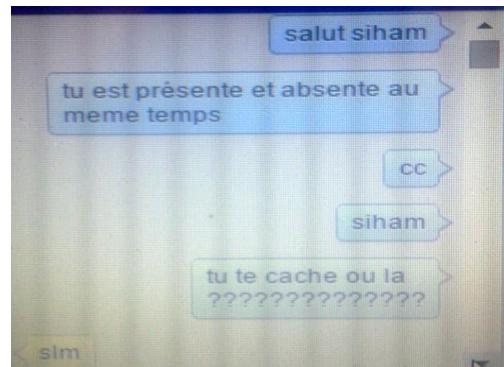 salut siham
tu est présente et absente au
meme temps
cc
siham
tu te cache ou la
??????????????
slm